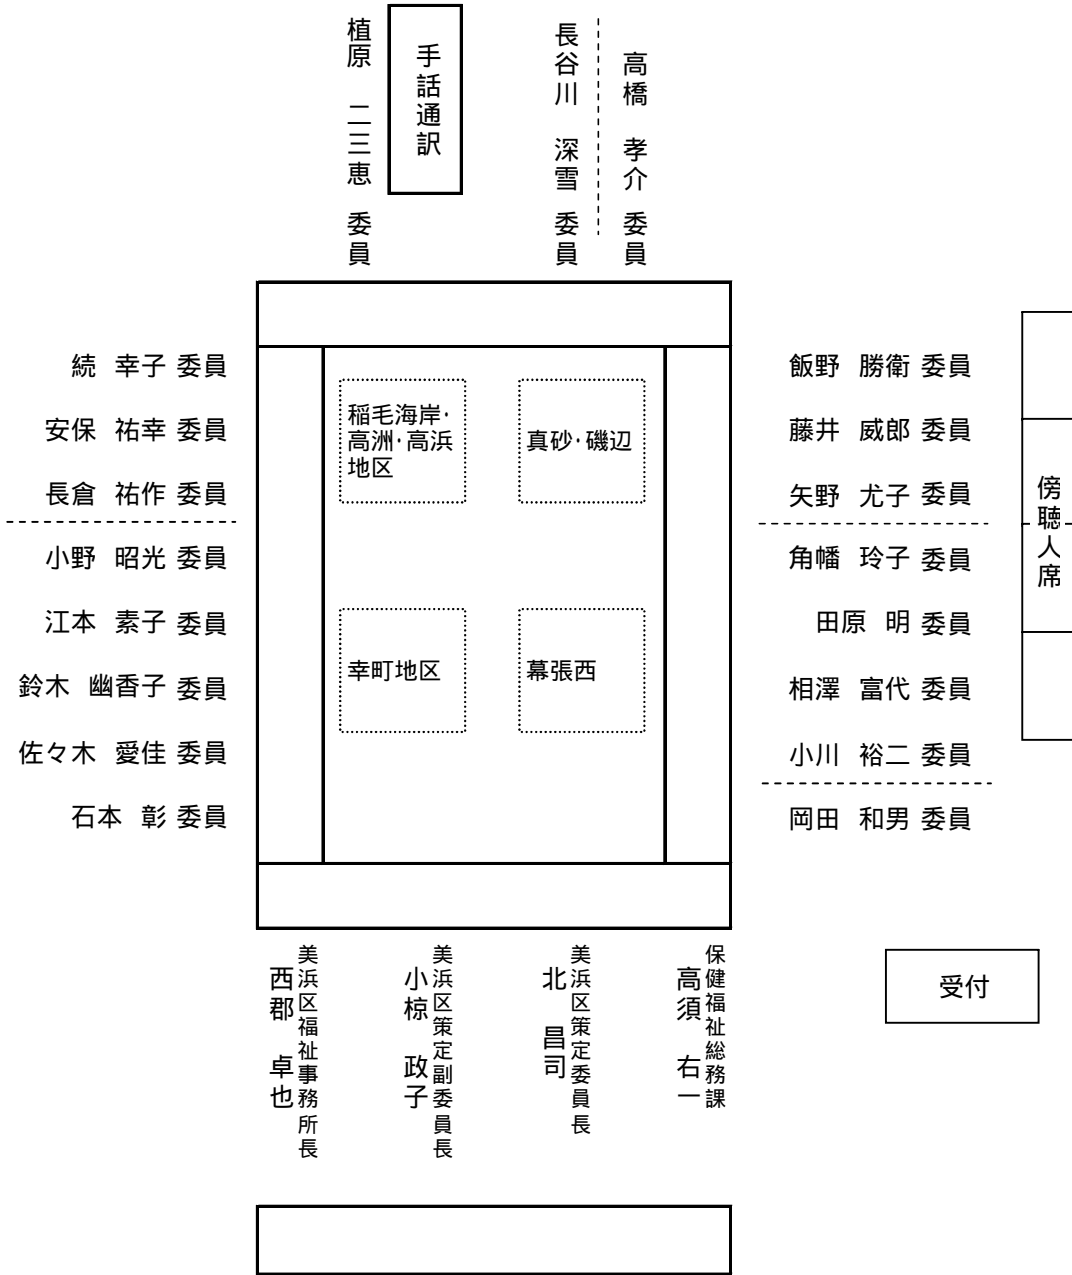 植原 二三恵 委員
手話通訳
長谷川 深雪 委員
高橋 孝介 委員
続 幸子 委員
安保 祐幸 委員
長倉 祐作 委員
小野 昭光 委員
江本 素子 委員
鈴木 幽香子 委員
佐々木 愛佳 委員
石本 彰 委員
稲毛海岸・
高洲・高浜
地区
真砂・磯辺
幸町地区
幕張西
飯野 勝衛 委員
藤井 威郎 委員
矢野 尤子 委員
角幡 玲子 委員
田原 明 委員
相澤 富代 委員
小川 裕二 委員
岡田 和男 委員
傍聴人席
美浜区福祉事務所長
西郡 卓也
美浜区策定副委員長
小椋 政子
美浜区策定委員長
北 昌司
保健福祉総務課
高須 右一
受付